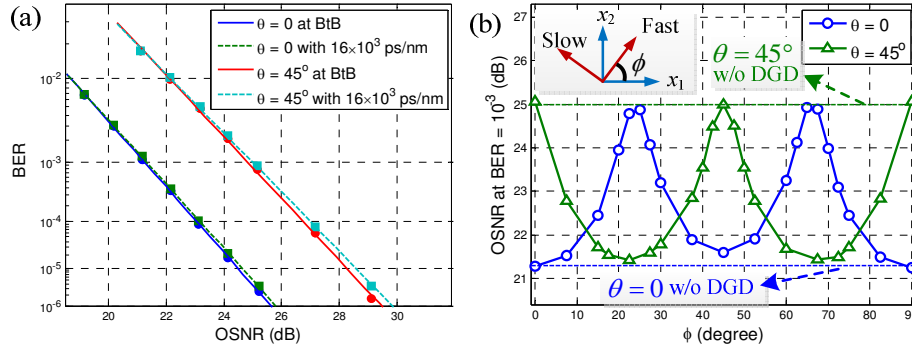 (a)
θ = 0 at BtB
θ = 0 with 16×10³ ps/nm
θ = 45° at BtB
θ = 45° with 16×10³ ps/nm
10⁻²
10⁻³
10⁻⁴
10⁻⁵
10⁻⁶
BER
20 22 24 26 28 30
OSNR (dB)
(b)
27
26
25
24
23
22
21
20
OSNR at BER = 10³ (dB)
x₂
Fast
Slow
ϕ
x₁
θ = 0
θ = 45°
θ = 45°
w/o DGD
θ = 0 w/o DGD
0 10 20 30 40 50 60 70 80 90
ϕ (degree)